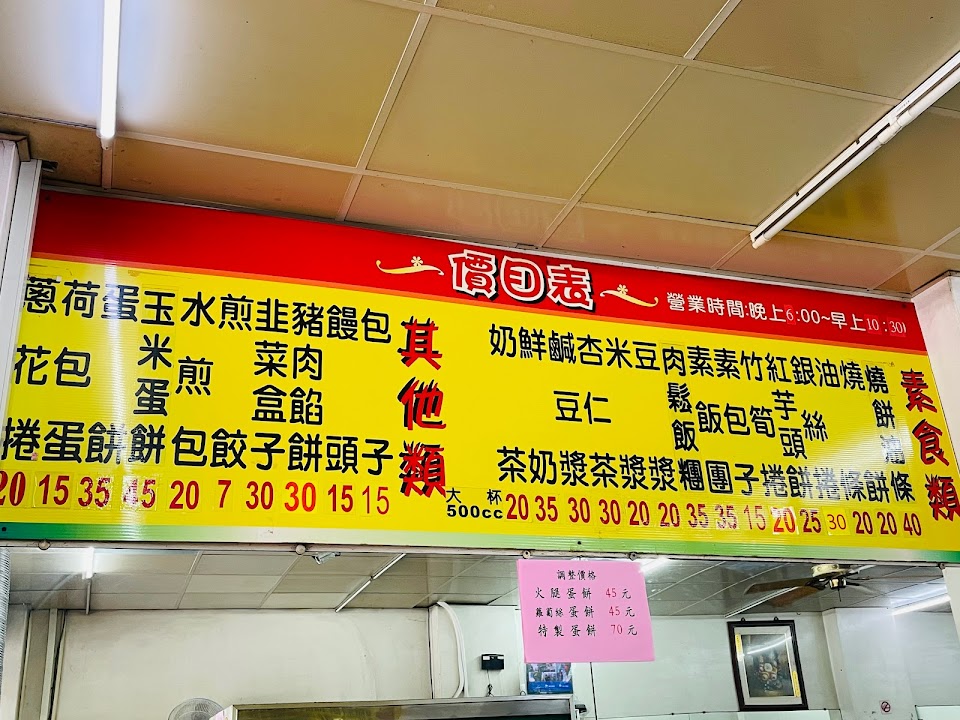 價目表
營業時間:晚上6:00~早上10:30
素食類
燒餅油條 40
燒餅 20
油條 20
銀絲捲 30
紅芋頭餅 25
竹筍捲 20
素包子 15
素飯團 35
肉鬆飯糰 35
豆漿 20
米漿 20
杏仁茶 30
鹹豆漿 30
鮮奶 35
奶茶 20
大杯
500cc
其他類
包子 15
饅頭 15
豬肉餡餅 30
韭菜盒子 30
煎餃 7
水煎包 20
玉米蛋餅 45
蛋餅 35
荷包蛋 15
蔥花捲 20
調整價格
火腿蛋餅 45元
蘿蔔絲蛋餅 45元
特製蛋餅 70元